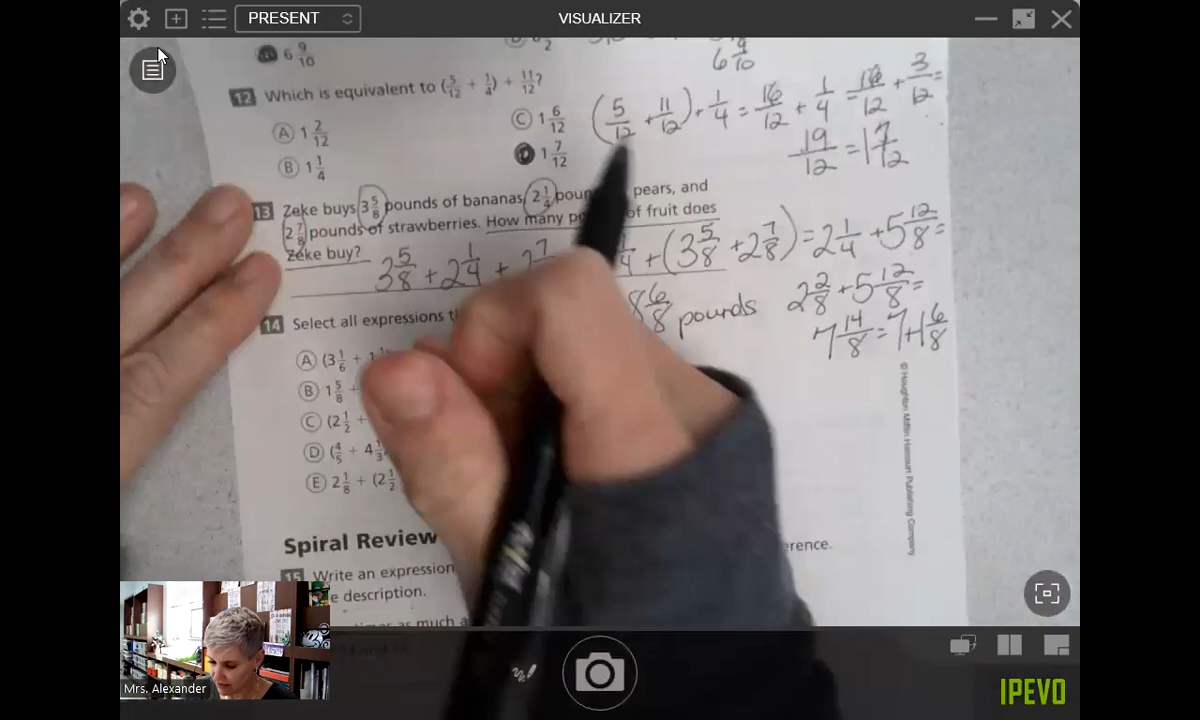 PRESENT
VISUALIZER
6 9/10
6 9/10
12 Which is equivalent to (5/12 + 1/4) + 11/12?
A 1 2/12
C 1 6/12
B 1 1/4
D 1 7/12
(5/12 + 11/12) + 1/4 = 16/12 + 1/4 = 16/12 + 3/12 =
19/12 = 1 7/12
13 Zeke buys 3 5/8 pounds of bananas, 2 1/4 pears, and
2 7/8 pounds of strawberries. How many of fruit does
Zeke buy?
3 5/8 + 2 1/4 + 2 7/ 1/4 + (3 5/8 + 2 7/8) = 2 1/4 + 5 12/8 =
2 2/8 + 5 12/8 =
8 6/8 pounds
7 14/8 = 7 + 1 6/8
14 Select all expressions
A (3 1/6 +
B 1 5/8
C (2 1/2 +
D (4/5 + 4 1/3
E 2 1/8 + (2 1/2
© Houghton Mifflin Harcourt Publishing Company
Spiral Review
15 Write an expression
description.
as much a
Mrs. Alexander
IPEVO